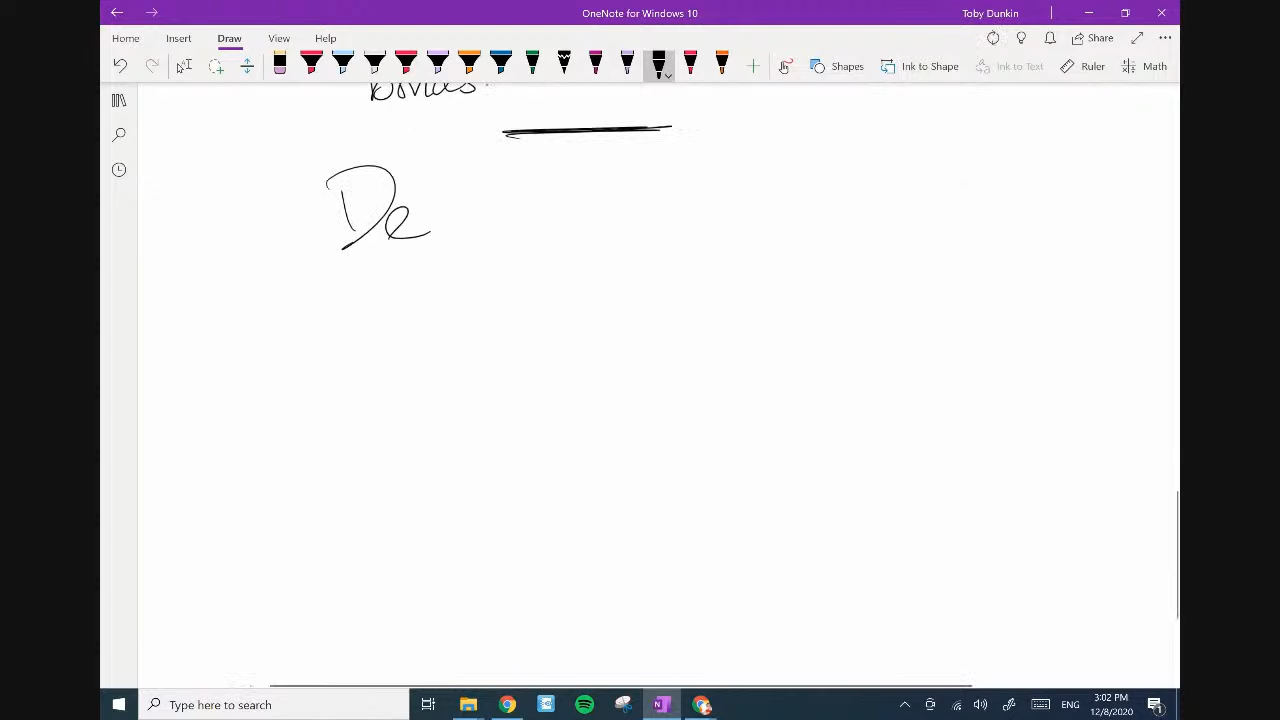 OneNote for Windows 10
Toby Dunkin
Home Insert Draw View Help
Share
Shapes Ink to Shape Ink to Text Ruler Math
De
Type here to search
ENG
3:02 PM
12/8/2020